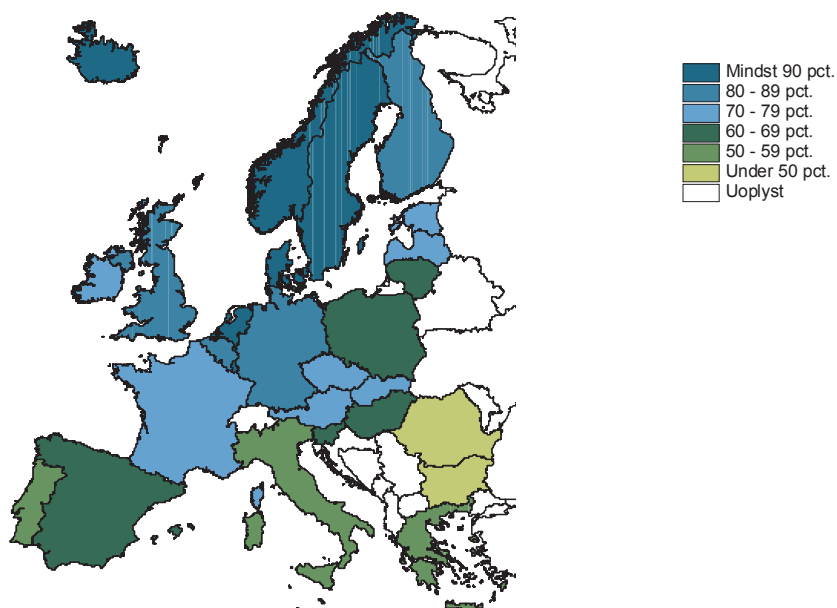 Mindst 90 pct.
80 - 89 pct.
70 - 79 pct.
60 - 69 pct.
50 - 59 pct.
Under 50 pct.
Uoplyst